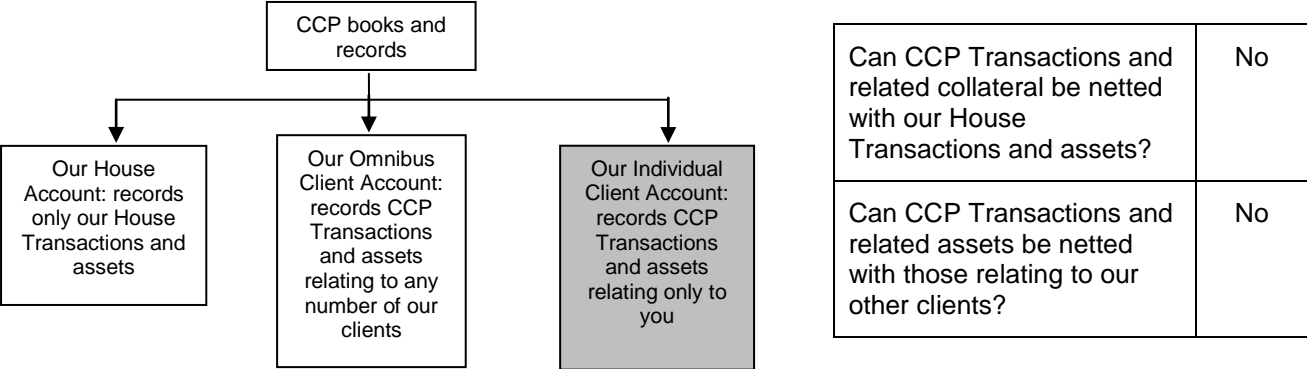 CCP books and
records
Our House
Account: records
only our House
Transactions and
assets
Our Omnibus
Client Account:
records CCP
Transactions
and assets
relating to any
number of our
clients
Our Individual
Client Account:
records CCP
Transactions
and assets
relating only to
you
Can CCP Transactions and
related collateral be netted
with our House
Transactions and assets?
No
Can CCP Transactions and
related assets be netted
with those relating to our
other clients?
No